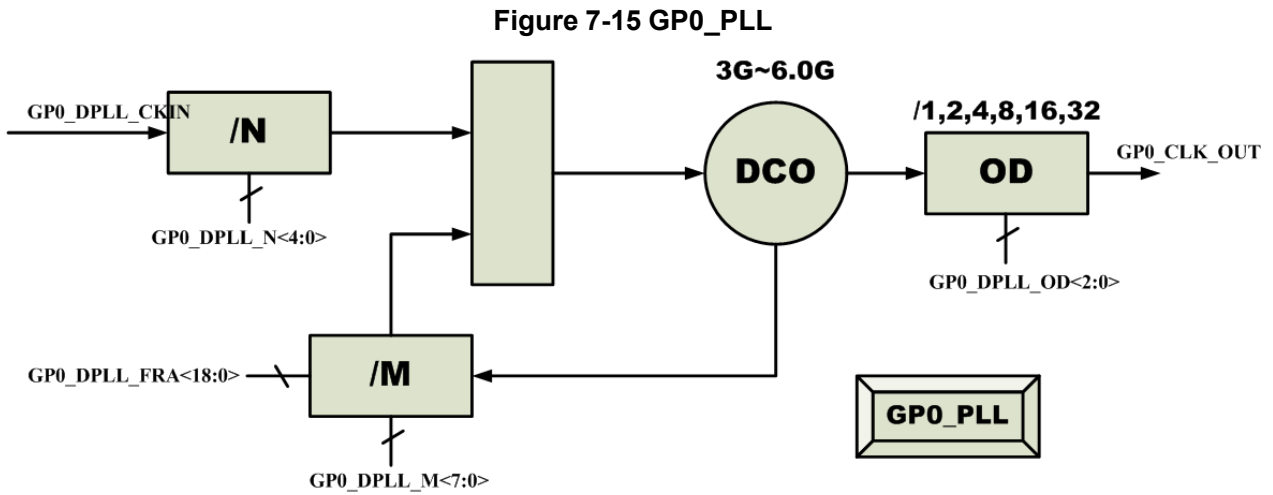 Figure 7-15 GP0_PLL
3G~6.0G
GP0_DPLL_CKIN
/N
/1,2,4,8,16,32
DCO
OD
GP0_CLK_OUT
GP0_DPLL_N<4:0>
GP0_DPLL_OD<2:0>
GP0_DPLL_FRA<18:0>
/M
GP0_PLL
GP0_DPLL_M<7:0>